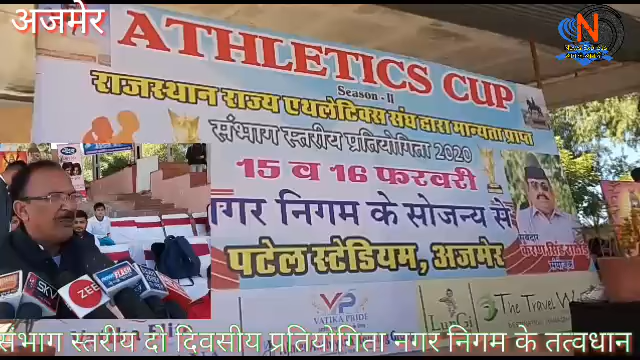 अजमेर
ATHLETICS CUP
Season - II
राजस्थान राज्य एथलेटिक्स संघ द्वारा मान्यता प्राप्त
संभाग स्तरीय प्रतियोगिता 2020
15 व 16 फरवरी
नगर निगम के सोजन्य से
पटेल स्टेडियम, अजमेर
SKY
ZEE
FLASH
VP
VATIKA PRIDE
The Travel
संभाग स्तरीय दो दिवसीय प्रतियोगिता नगर निगम के तत्वधान